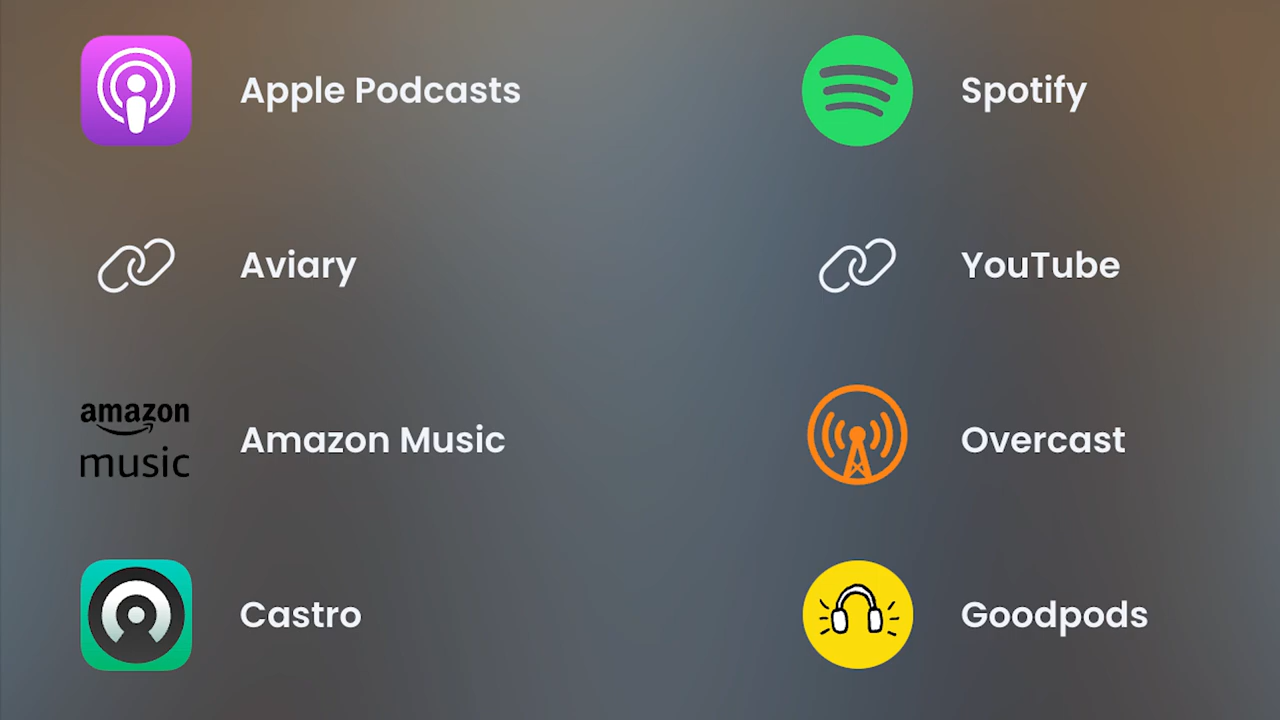 Apple Podcasts
Spotify
Aviary
YouTube
amazon
music
Amazon Music
Overcast
Castro
Goodpods